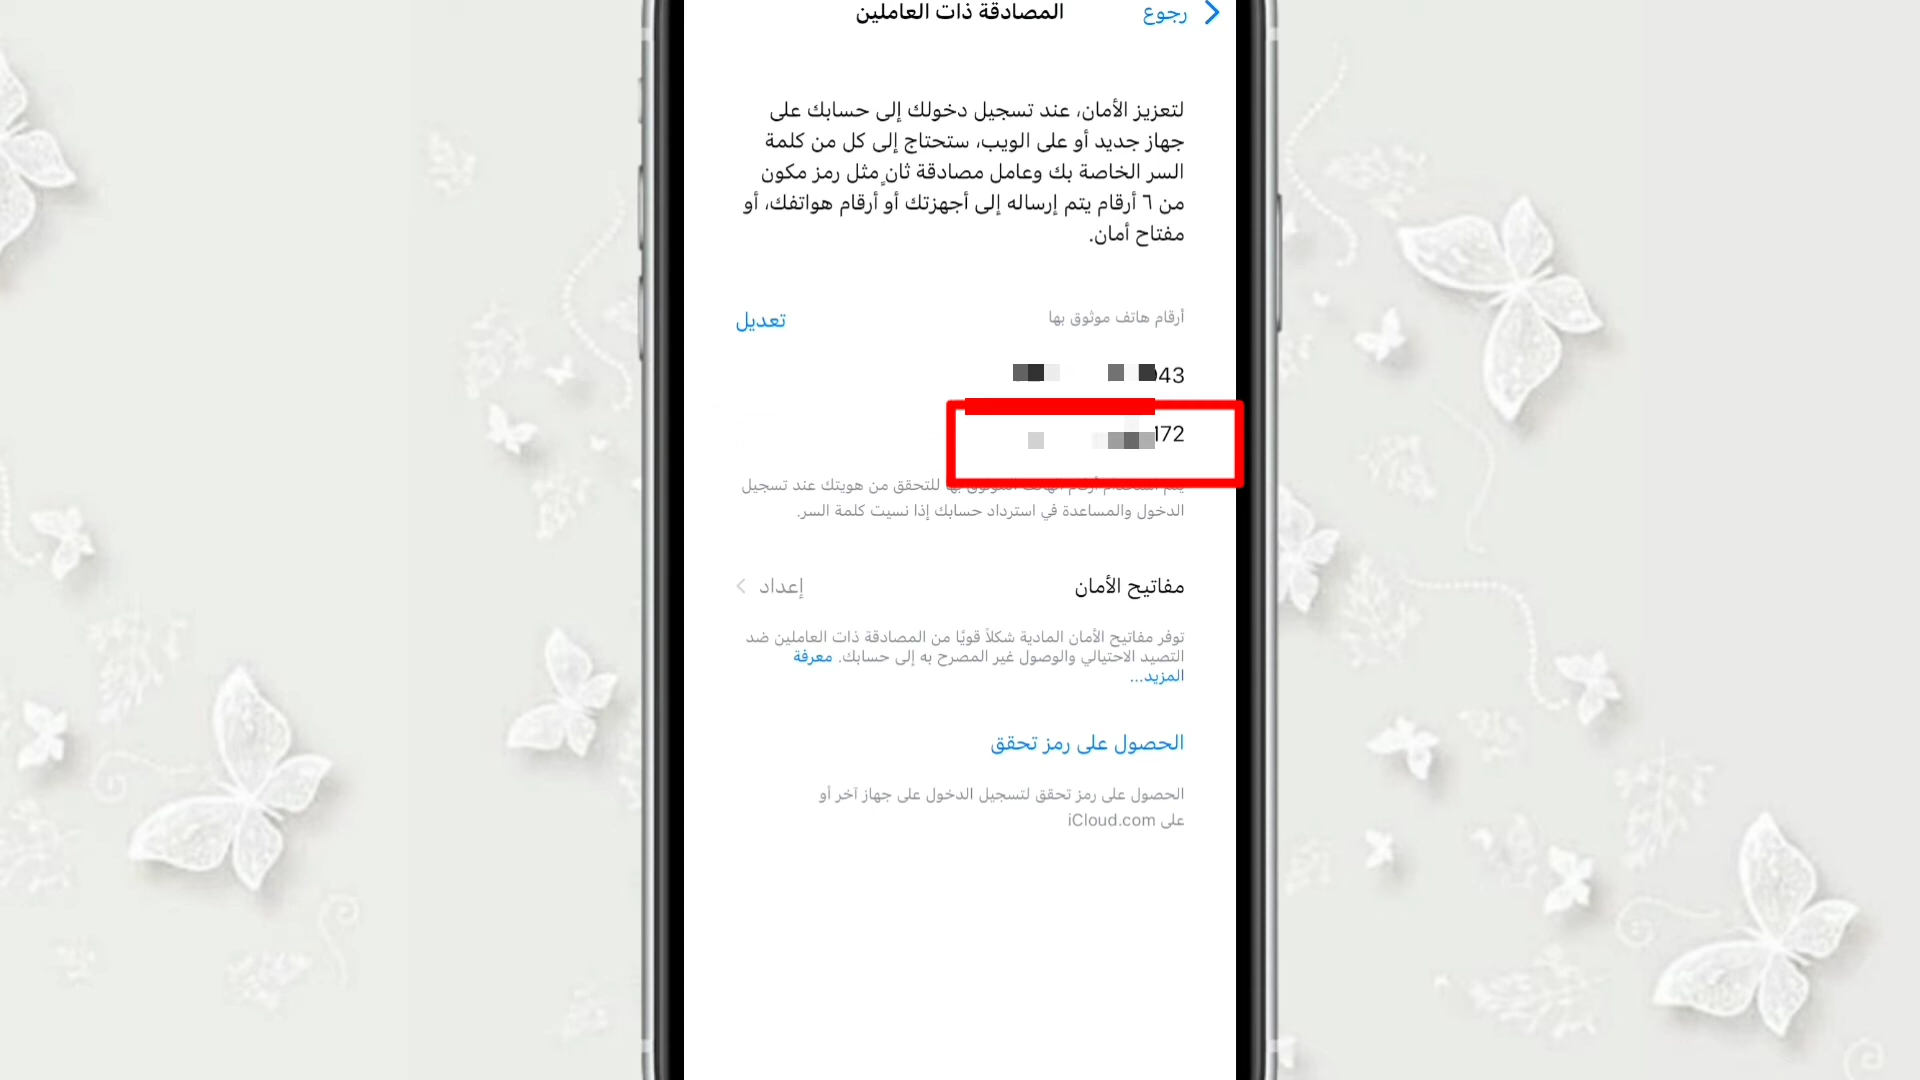 رجوع
المصادقة ذات العاملين
لتعزيز الأمان، عند تسجيل دخولك إلى حسابك على
جهاز جديد أو على الويب، ستحتاج إلى كل من كلمة
السر الخاصة بك وعامل مصادقة ثانٍ مثل رمز مكون
من ٦ أرقام يتم إرساله إلى أجهزتك أو أرقام هواتفك، أو
مفتاح أمان.
أرقام هاتف موثوق بها
تعديل
43
172
للتحقق من هويتك عند تسجيل
الدخول والمساعدة في استرداد حسابك إذا نسيت كلمة السر.
مفاتيح الأمان
إعداد
توفر مفاتيح الأمان المادية شكلاً قويًا من المصادقة ذات العاملين ضد
التصيد الاحتيالي والوصول غير المصرح به إلى حسابك. معرفة
المزيد...
الحصول على رمز تحقق
الحصول على رمز تحقق لتسجيل الدخول على جهاز آخر أو
على iCloud.com